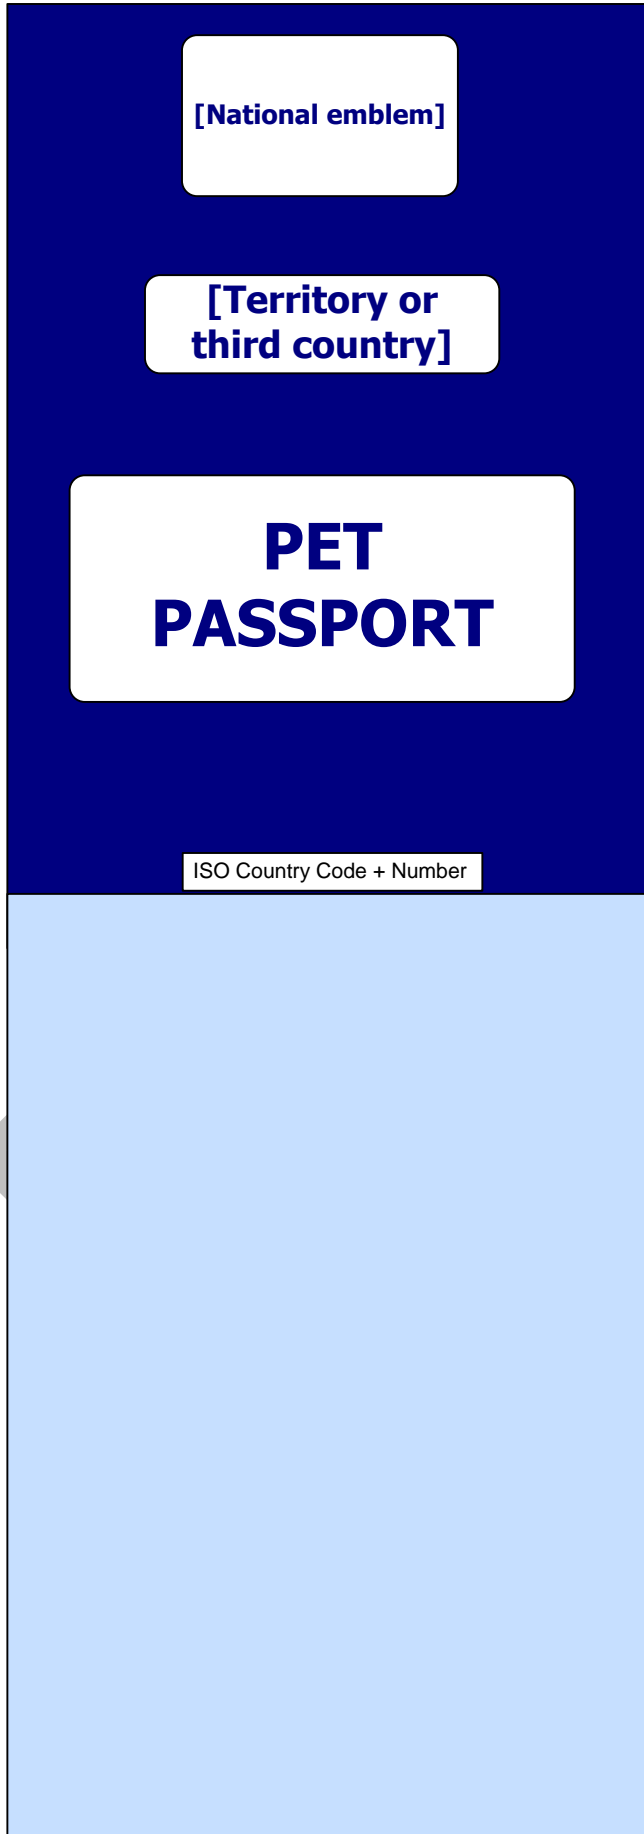 [National emblem]
[Territory or
third country]
PET
PASSPORT
ISO Country Code + Number